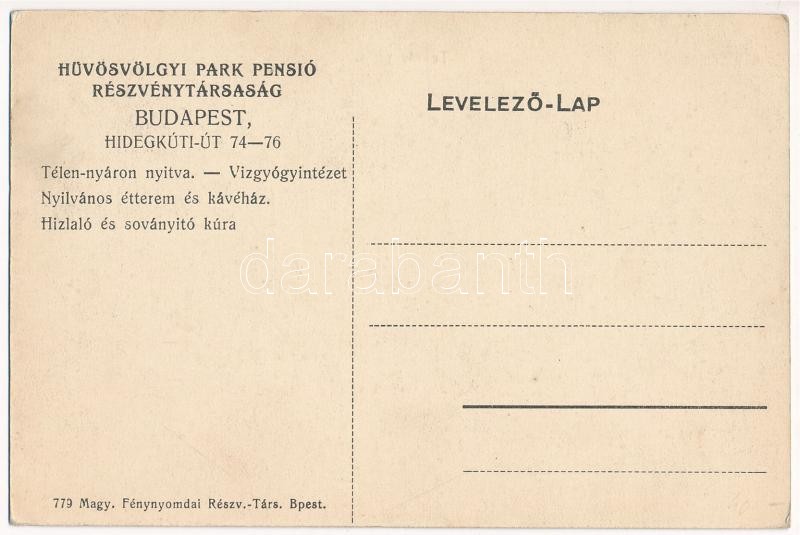 HÜVÖSVÖLGYI PARK PENSIÓ
RÉSZVÉNYTÁRSASÁG
BUDAPEST,
HIDEGKÚTI-ÚT 74—76
Télen-nyáron nyitva. — Vizgyógyintézet
Nyilvános étterem és kávéház.
Hizlaló és soványitó kúra
LEVELEZŐ-LAP
darabanth
779 Magy. Fénynyomdai Részv.-Társ. Bpest.